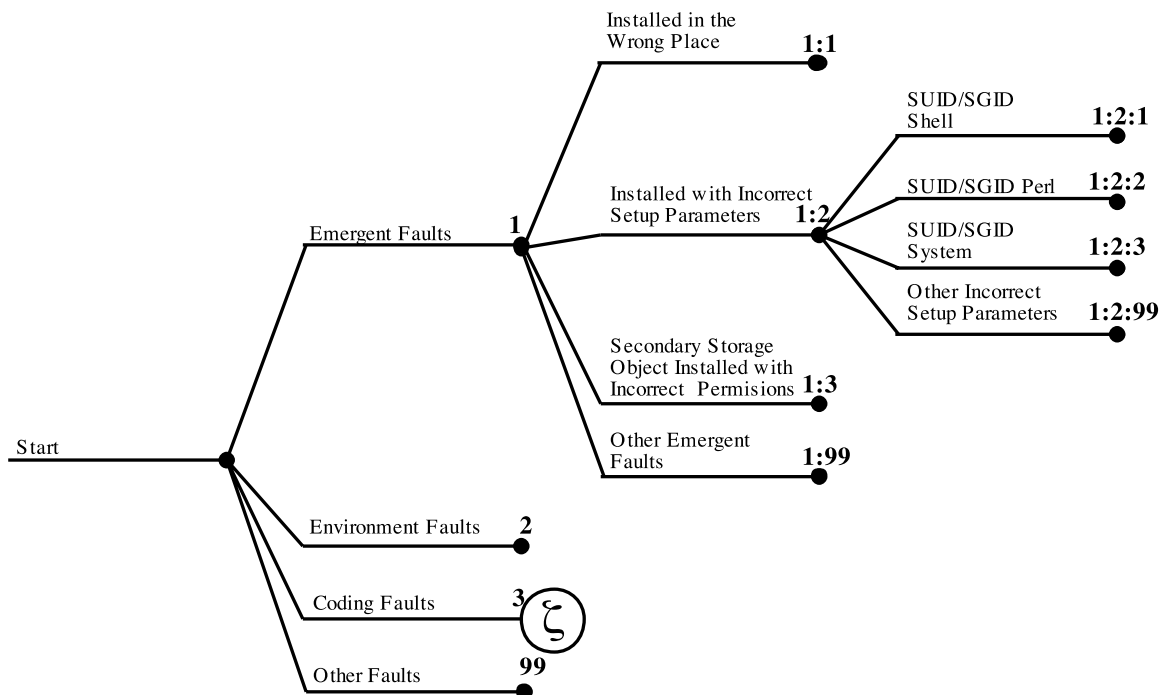 Installed in the
Wrong Place
1:1
SUID/SGID
Shell
1:2:1
SUID/SGID Perl
1:2:2
Installed with Incorrect
Setup Parameters
1:2
SUID/SGID
System
1:2:3
Emergent Faults
1
Other Incorrect
Setup Parameters
1:2:99
Secondary Storage
Object Installed with
Incorrect Permisions
1:3
Other Emergent
Faults
1:99
Start
Environment Faults
2
Coding Faults
3
ζ
Other Faults
99